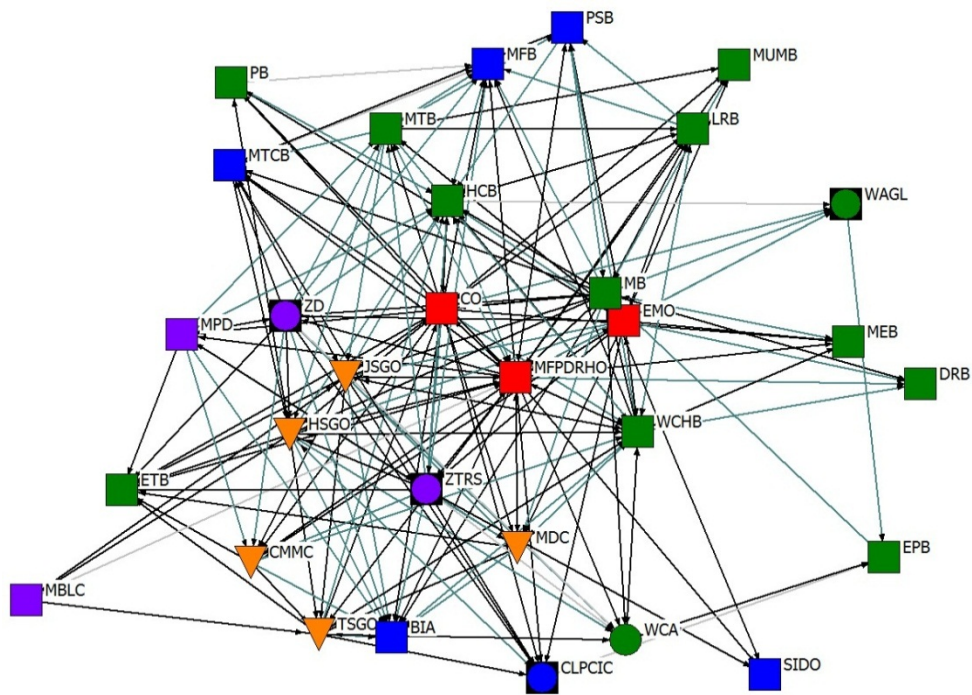 PSB
MFB
MUMB
PB
MTB
LRB
MTCB
HCB
WAGL
MB
CO
ZD
EMO
MPD
MEB
JSGO
MFPDRHO
DRB
HSGO
WCHB
ETB
ZTRS
MDC
CMMC
EPB
MBLC
TSGO
BIA
WCA
CLPCIC
SIDO